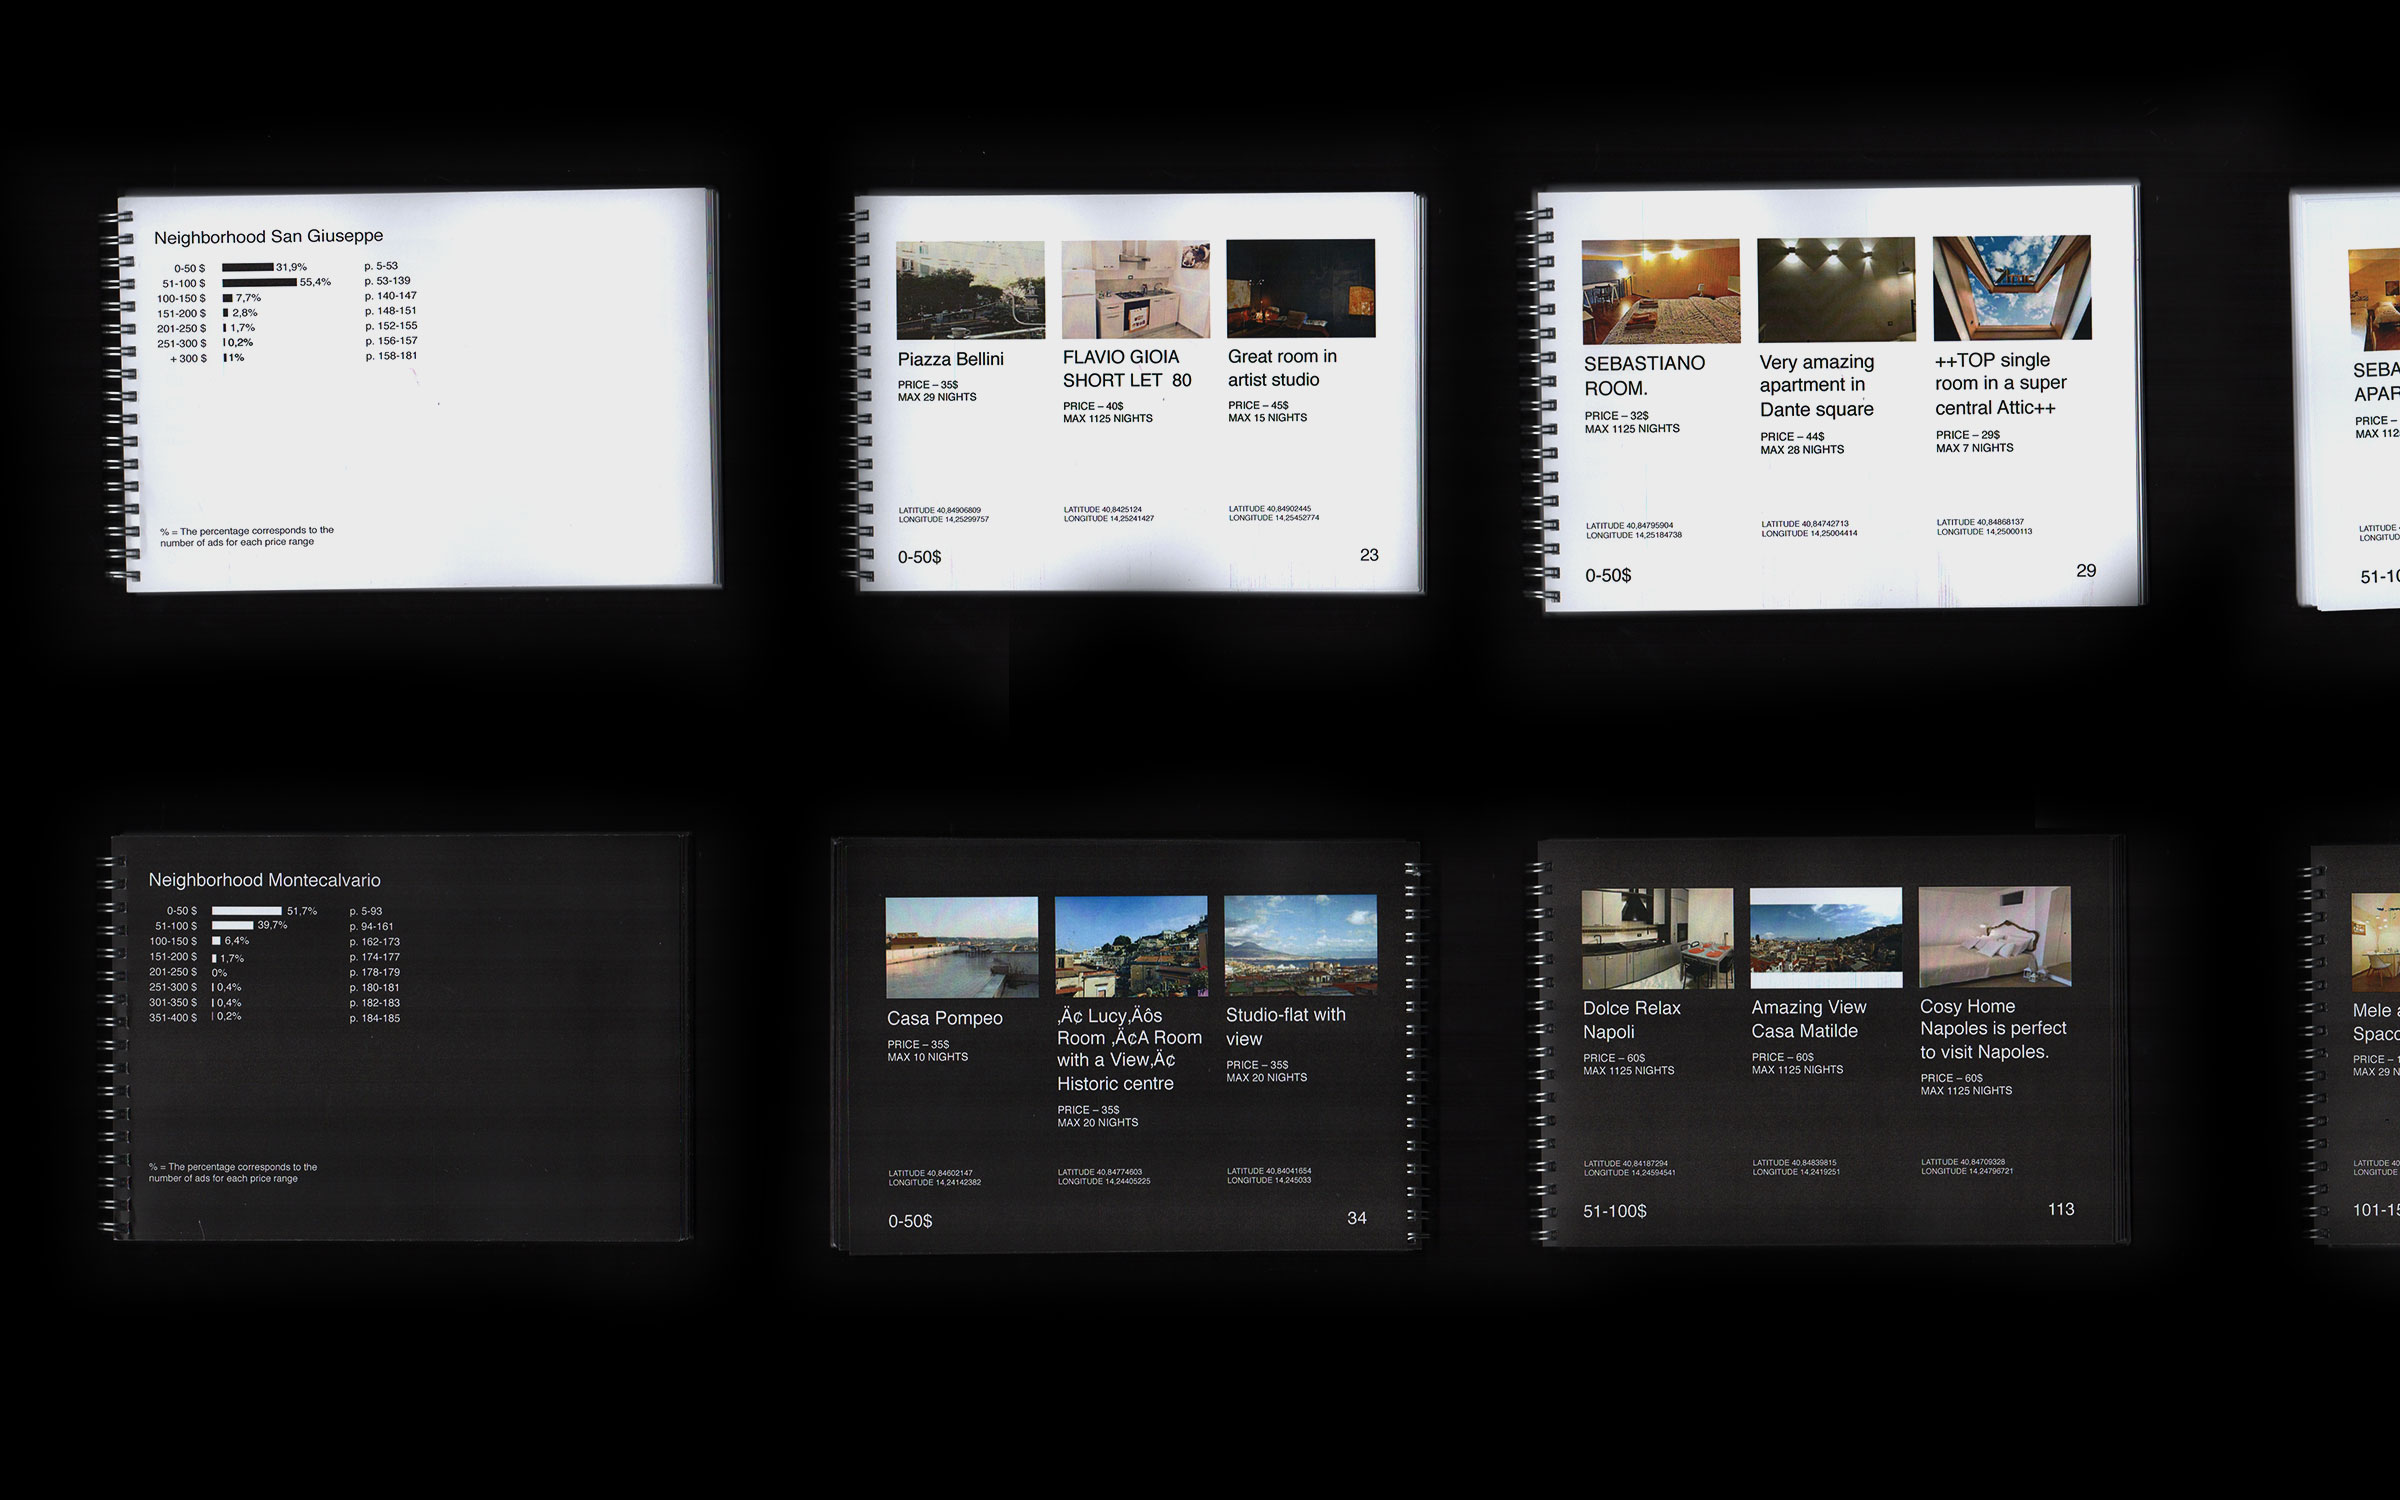 Neighborhood San Giuseppe
0-50 $ 31,9% p. 5-53
51-100 $ 55,4% p. 53-139
100-150 $ 7,7% p. 140-147
151-200 $ 2,8% p. 148-151
201-250 $ 1,7% p. 152-155
251-300 $ 0,2% p. 156-157
+ 300 $ 1% p. 158-181
% = The percentage corresponds to the
number of ads for each price range
Piazza Bellini
PRICE – 35$
MAX 29 NIGHTS
LATITUDE 40,84906809
LONGITUDE 14,25299757
FLAVIO GIOIA
SHORT LET 80
PRICE – 40$
MAX 1125 NIGHTS
LATITUDE 40,8425124
LONGITUDE 14,25241427
Great room in
artist studio
PRICE – 45$
MAX 15 NIGHTS
LATITUDE 40,84902445
LONGITUDE 14,25452774
0-50$
23
SEBASTIANO
ROOM.
PRICE – 32$
MAX 1125 NIGHTS
LATITUDE 40,84795904
LONGITUDE 14,25184738
Very amazing
apartment in
Dante square
PRICE – 44$
MAX 28 NIGHTS
LATITUDE 40,84742713
LONGITUDE 14,25004414
++TOP single
room in a super
central Attic++
PRICE – 29$
MAX 7 NIGHTS
LATITUDE 40,84868137
LONGITUDE 14,25000113
0-50$
29
SEBA
APAR
PRICE –
MAX 112
LATITUDE
LONGITUD
51-10
Neighborhood Montecalvario
0-50 $ 51,7% p. 5-93
51-100 $ 39,7% p. 94-161
100-150 $ 6,4% p. 162-173
151-200 $ 1,7% p. 174-177
201-250 $ 0% p. 178-179
251-300 $ 0,4% p. 180-181
301-350 $ 0,4% p. 182-183
351-400 $ 0,2% p. 184-185
% = The percentage corresponds to the
number of ads for each price range
Casa Pompeo
PRICE – 35$
MAX 10 NIGHTS
LATITUDE 40,84602147
LONGITUDE 14,24142382
‚Ä¢ Lucy‚Äôs
Room ‚Ä¢A Room
with a View‚Ä¢
Historic centre
PRICE – 35$
MAX 20 NIGHTS
LATITUDE 40,84774603
LONGITUDE 14,24405225
Studio-flat with
view
PRICE – 35$
MAX 20 NIGHTS
LATITUDE 40,84041654
LONGITUDE 14,245033
0-50$
34
Dolce Relax
Napoli
PRICE – 60$
MAX 1125 NIGHTS
LATITUDE 40,84187294
LONGITUDE 14,24594541
Amazing View
Casa Matilde
PRICE – 60$
MAX 1125 NIGHTS
LATITUDE 40,84839815
LONGITUDE 14,2419251
Cosy Home
Napoles is perfect
to visit Napoles.
PRICE – 60$
MAX 1125 NIGHTS
LATITUDE 40,84709328
LONGITUDE 14,24796721
51-100$
113
Mele
Spacc
PRICE –
MAX 29 N
LATITUDE 40
LONGITUDE
101-15